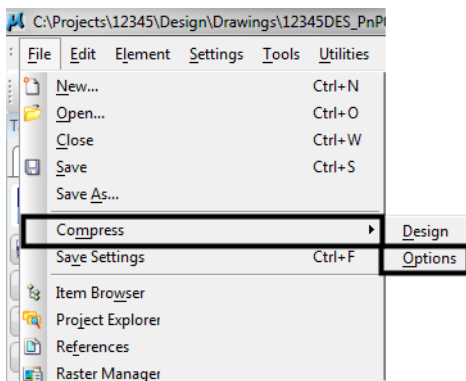 C:\Projects\12345\Design\Drawings\12345DES_PnP
File Edit Element Settings Tools Utilities
New... Ctrl+N
Open... Ctrl+O
Close Ctrl+W
Save Ctrl+S
Save As...
Compress Design
Save Settings Ctrl+F Options
Item Browser
Project Explorer
References
Raster Manager